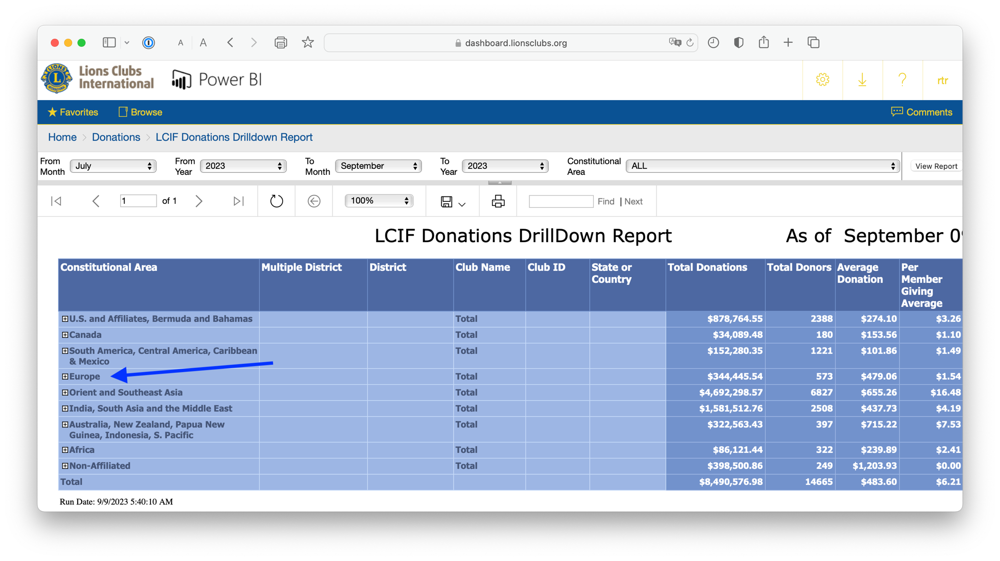 A A dashboard.lionsclubs.org
LIONS L INTERNATIONAL
Lions Clubs
International
Power BI
rtr
Favorites Browse Comments
Home > Donations > LCIF Donations Drilldown Report
From Month July From Year 2023 To Month September To Year 2023 Constitutional Area ALL View Report
1 of 1 100% Find | Next
LCIF Donations DrillDown Report As of September 0
Constitutional Area Multiple District District Club Name Club ID State or Country Total Donations Total Donors Average Donation Per Member Giving Average
U.S. and Affiliates, Bermuda and Bahamas Total $878,764.55 2388 $274.10 $3.26
Canada Total $34,089.48 180 $153.56 $1.10
South America, Central America, Caribbean & Mexico Total $152,280.35 1221 $101.86 $1.49
Europe Total $344,445.54 573 $479.06 $1.54
Orient and Southeast Asia Total $4,692,298.57 6827 $655.26 $16.48
India, South Asia and the Middle East Total $1,581,512.76 2508 $437.73 $4.19
Australia, New Zealand, Papua New Guinea, Indonesia, S. Pacific Total $322,563.43 397 $715.22 $7.53
Africa Total $86,121.44 322 $239.89 $2.41
Non-Affiliated Total $398,500.86 249 $1,203.93 $0.00
Total $8,490,576.98 14665 $483.60 $6.21
Run Date: 9/9/2023 5:40:10 AM